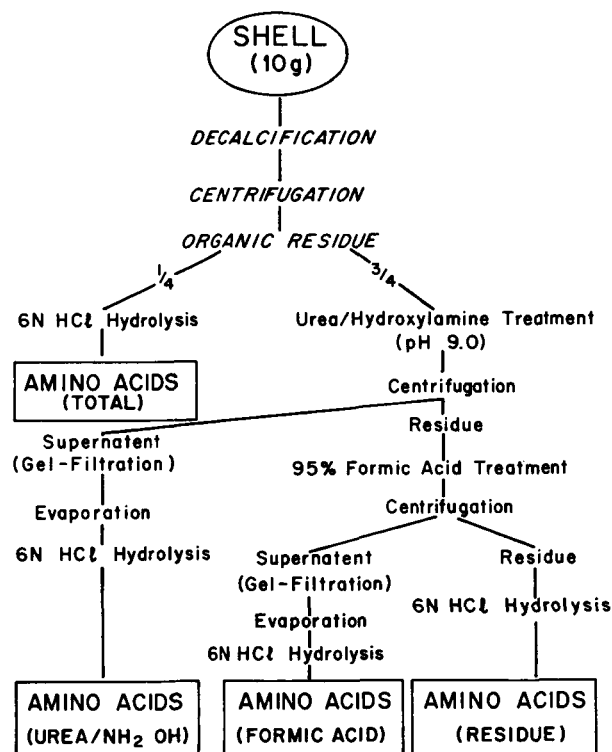 SHELL
(10g)
DECALCIFICATION
CENTRIFUGATION
ORGANIC RESIDUE
1/4
3/4
6N HCℓ Hydrolysis
AMINO ACIDS
(TOTAL)
Urea/Hydroxylamine Treatment
(pH 9.0)
Centrifugation
Supernatent
(Gel-Filtration)
Evaporation
6N HCℓ Hydrolysis
AMINO ACIDS
(UREA/NH₂ OH)
Residue
95% Formic Acid Treatment
Centrifugation
Supernatent
(Gel-Filtration)
Evaporation
6N HCℓ Hydrolysis
AMINO ACIDS
(FORMIC ACID)
Residue
6N HCℓ Hydrolysis
AMINO ACIDS
(RESIDUE)